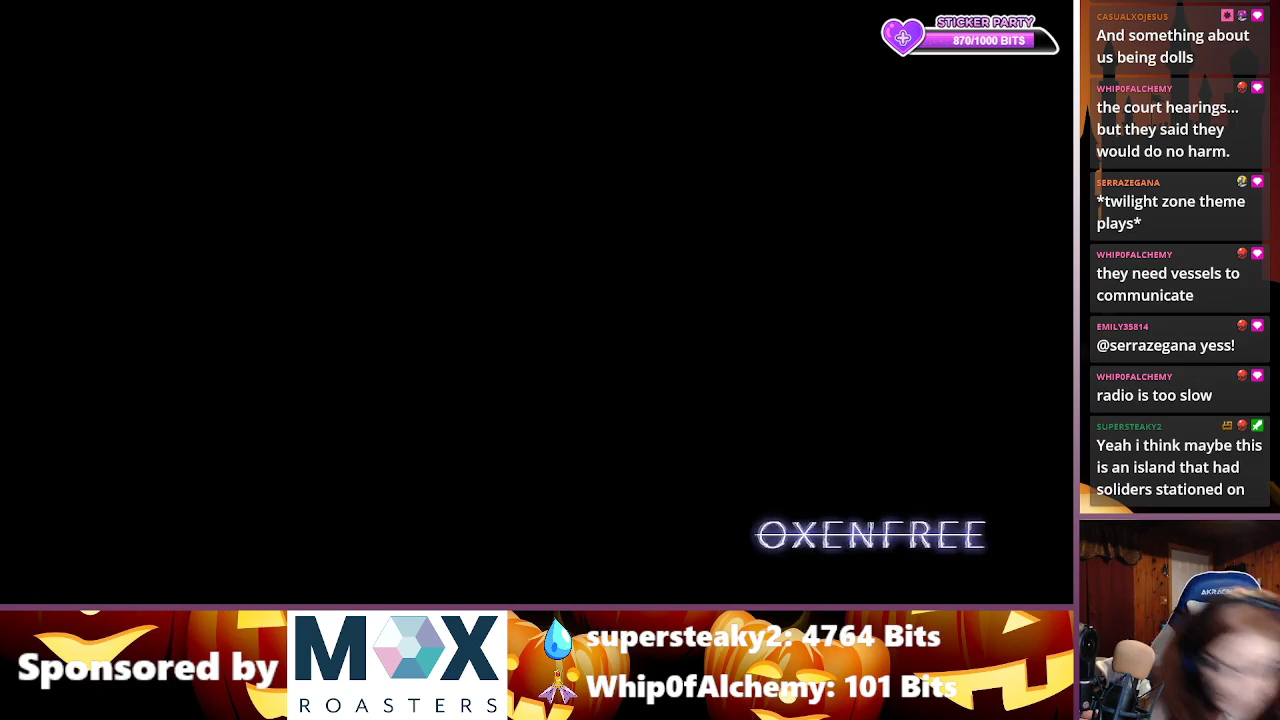 STICKER PARTY
870/1000 BITS
OXENFREE
CASUALXOJESUS
And something about
us being dolls
WHIP0FALCHEMY
the court hearings...
but they said they
would do no harm.
SERRAZEGANA
*twilight zone theme
plays*
WHIP0FALCHEMY
they need vessels to
communicate
EMILY35814
@serrazegana yess!
WHIP0FALCHEMY
radio is too slow
SUPERSTEAKY2
Yeah i think maybe this
is an island that had
soliders stationed on
Sponsored by
MOX
ROASTERS
supersteaky2: 4764 Bits
Whip0fAlchemy: 101 Bits